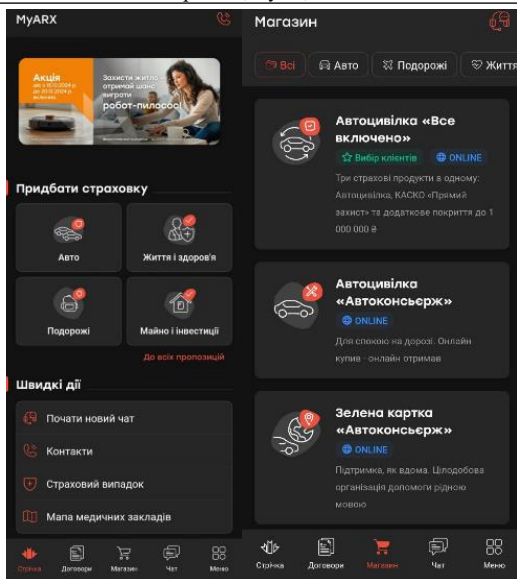 MyARX
Акція
Захисти житло -
отримай шанс
виграти
робот-пилосос!
Придбати страховку
Авто
Життя і здоров'я
Подорожі
Майно і інвестиції
До всіх пропозицій
Швидкі дії
Почати новий чат
Контакти
Страховий випадок
Мапа медичних закладів
Стрічка Договори Магазин Чат Меню
Магазин
Всі Авто Подорожі Життя
Автоцивілка «Все
включено»
Вибір клієнтів ONLINE
Три страхові продукти в одному:
Автоцивілка, КАСКО «Прямий
захист» та додаткове покриття до 1
000 000 ₴
Автоцивілка
«Автоконсьєрж»
ONLINE
Для спокою на дорозі. Онлайн
купив - онлайн отримав
Зелена картка
«Автоконсьєрж»
ONLINE
Підтримка, як вдома. Цілодобова
організація допомоги рідною
мовою
Стрічка Договори Магазин Чат Меню